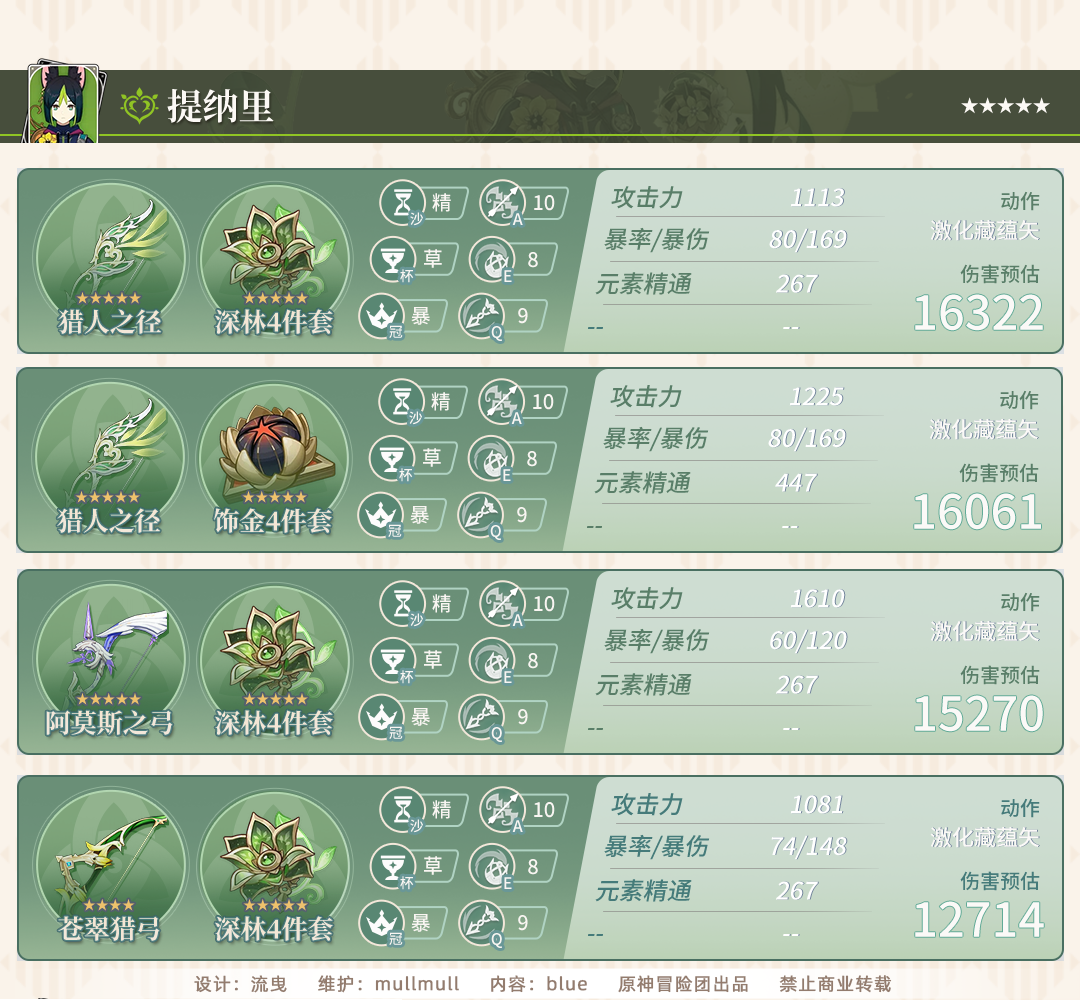 提纳里 ★★★★★
沙 精 A 10 攻击力 1113 动作
杯 草 E 8 暴率/暴伤 80/169 激化藏蕴矢
冠 暴 Q 9 元素精通 267 伤害预估
★★★★★ ★★★★★ -- -- 16322
猎人之径 深林4件套
沙 精 A 10 攻击力 1225 动作
杯 草 E 8 暴率/暴伤 80/169 激化藏蕴矢
冠 暴 Q 9 元素精通 447 伤害预估
★★★★★ ★★★★★ -- -- 16061
猎人之径 饰金4件套
沙 精 A 10 攻击力 1610 动作
杯 草 E 8 暴率/暴伤 60/120 激化藏蕴矢
冠 暴 Q 9 元素精通 267 伤害预估
★★★★★ ★★★★★ -- -- 15270
阿莫斯之弓 深林4件套
沙 精 A 10 攻击力 1081 动作
杯 草 E 8 暴率/暴伤 74/148 激化藏蕴矢
冠 暴 Q 9 元素精通 267 伤害预估
★★★★ ★★★★★ -- -- 12714
苍翠猎弓 深林4件套
设计：流曳 维护：mullmull 内容：blue 原神冒险团出品 禁止商业转载